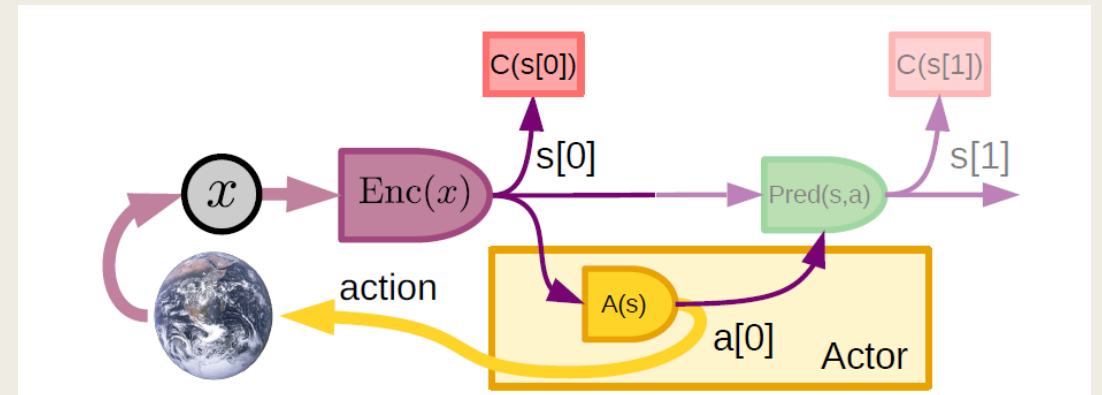 C(s[0])
C(s[1])
s[0]
s[1]
x
Enc(x)
Pred(s,a)
action
A(s)
a[0]
Actor